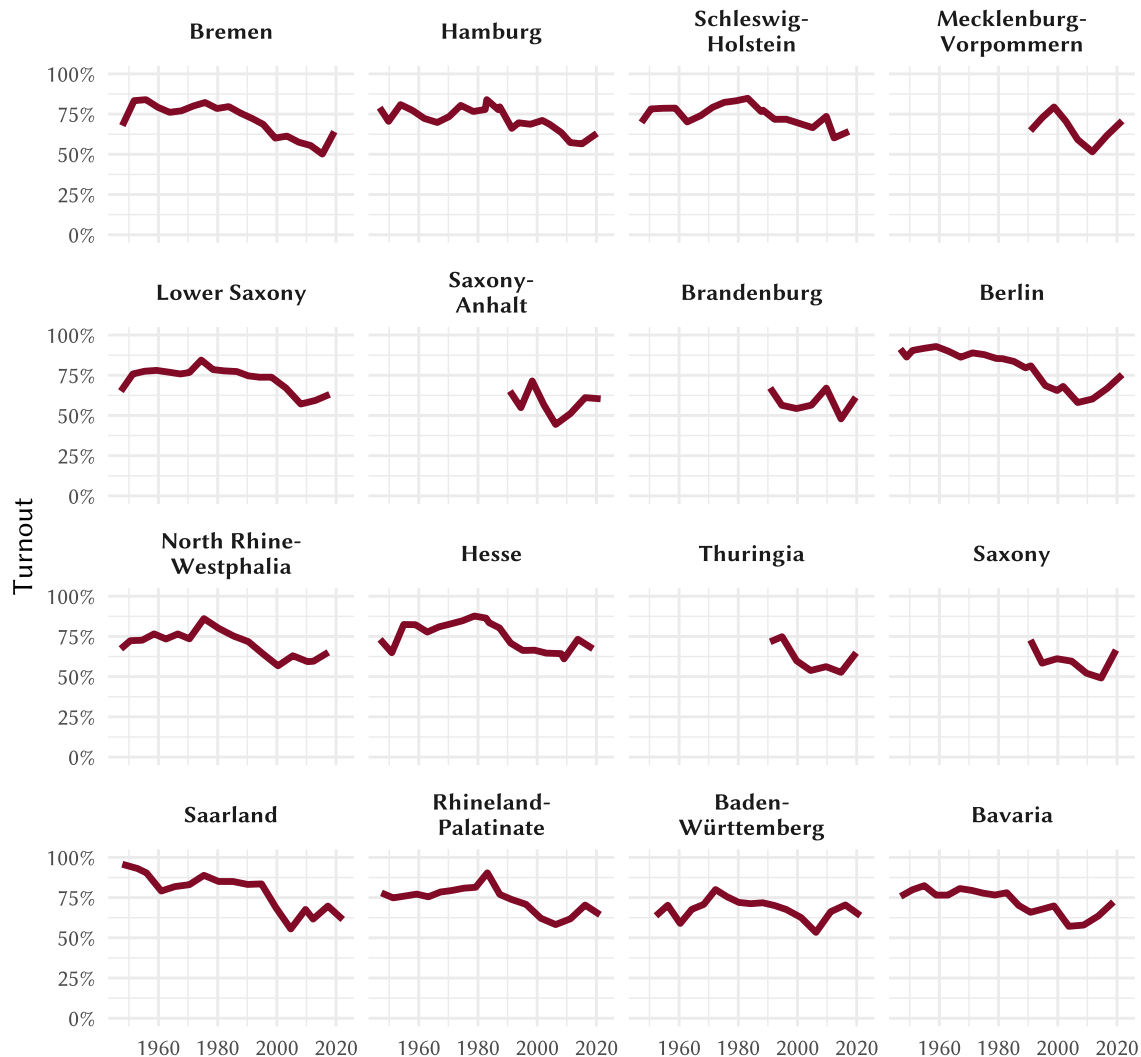 Bremen
Hamburg
Schleswig-
Holstein
Mecklenburg-
Vorpommern
100%
75%
50%
25%
0%
Lower Saxony
Saxony-
Anhalt
Brandenburg
Berlin
100%
75%
50%
25%
0%
Turnout
North Rhine-
Westphalia
Hesse
Thuringia
Saxony
100%
75%
50%
25%
0%
Saarland
Rhineland-
Palatinate
Baden-
Württemberg
Bavaria
100%
75%
50%
25%
0%
1960 1980 2000 2020 1960 1980 2000 2020 1960 1980 2000 2020 1960 1980 2000 2020